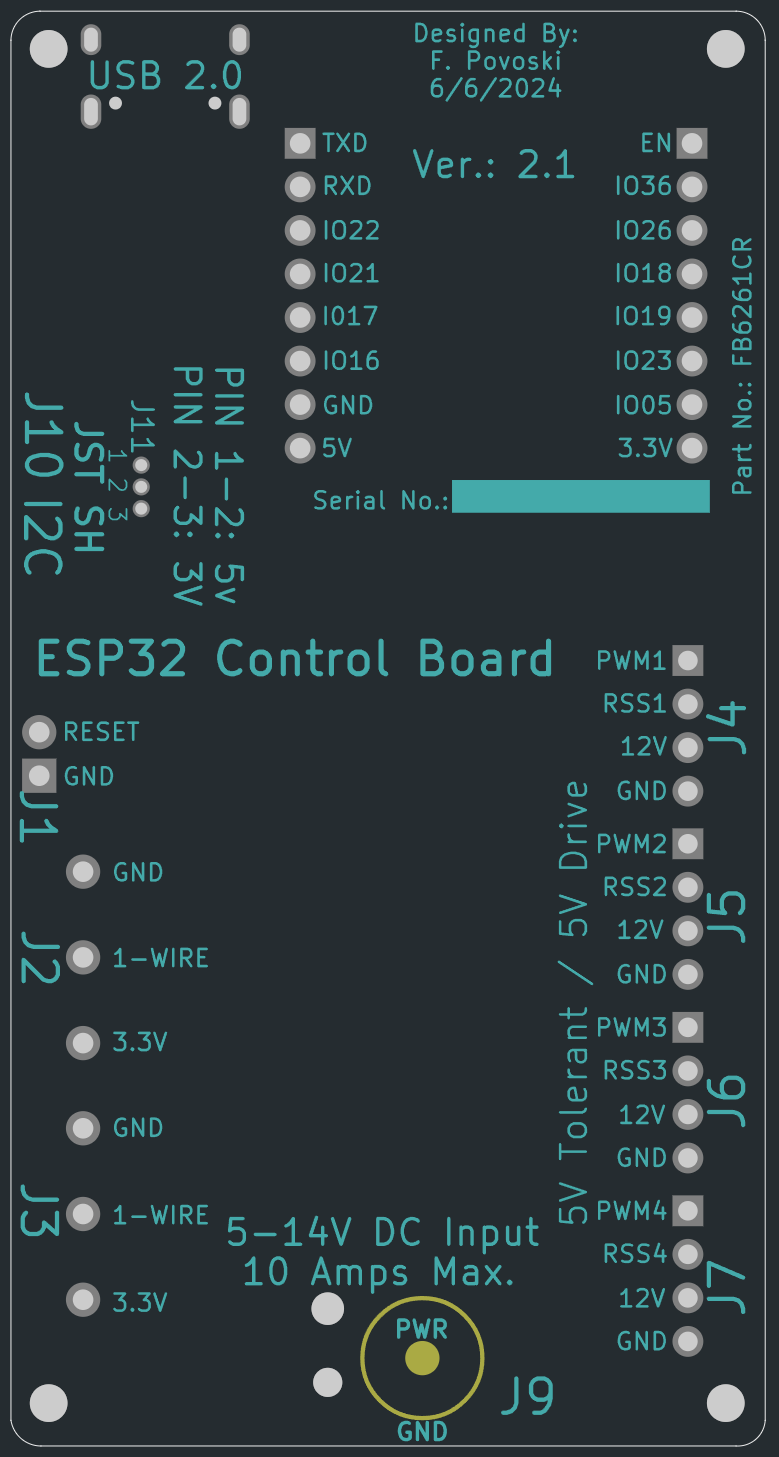 Designed By:
F. Povoski
6/6/2024
USB 2.0
Ver.: 2.1
TXD
RXD
IO22
IO21
I017
IO16
GND
5V
EN
IO36
IO26
IO18
IO19
IO23
IO05
3.3V
Part No.: FB6261CR
Serial No.:
J10 I2C
JST SH
J11
1
2
3
PIN 1-2: 5v
PIN 2-3: 3V
ESP32 Control Board
RESET
GND
J1
GND
1-WIRE
3.3V
J2
GND
1-WIRE
3.3V
J3
PWM1
RSS1
12V
GND
J4
PWM2
RSS2
12V
GND
J5
PWM3
RSS3
12V
GND
J6
PWM4
RSS4
12V
GND
J7
5V Tolerant / 5V Drive
5-14V DC Input
10 Amps Max.
PWR
GND
J9